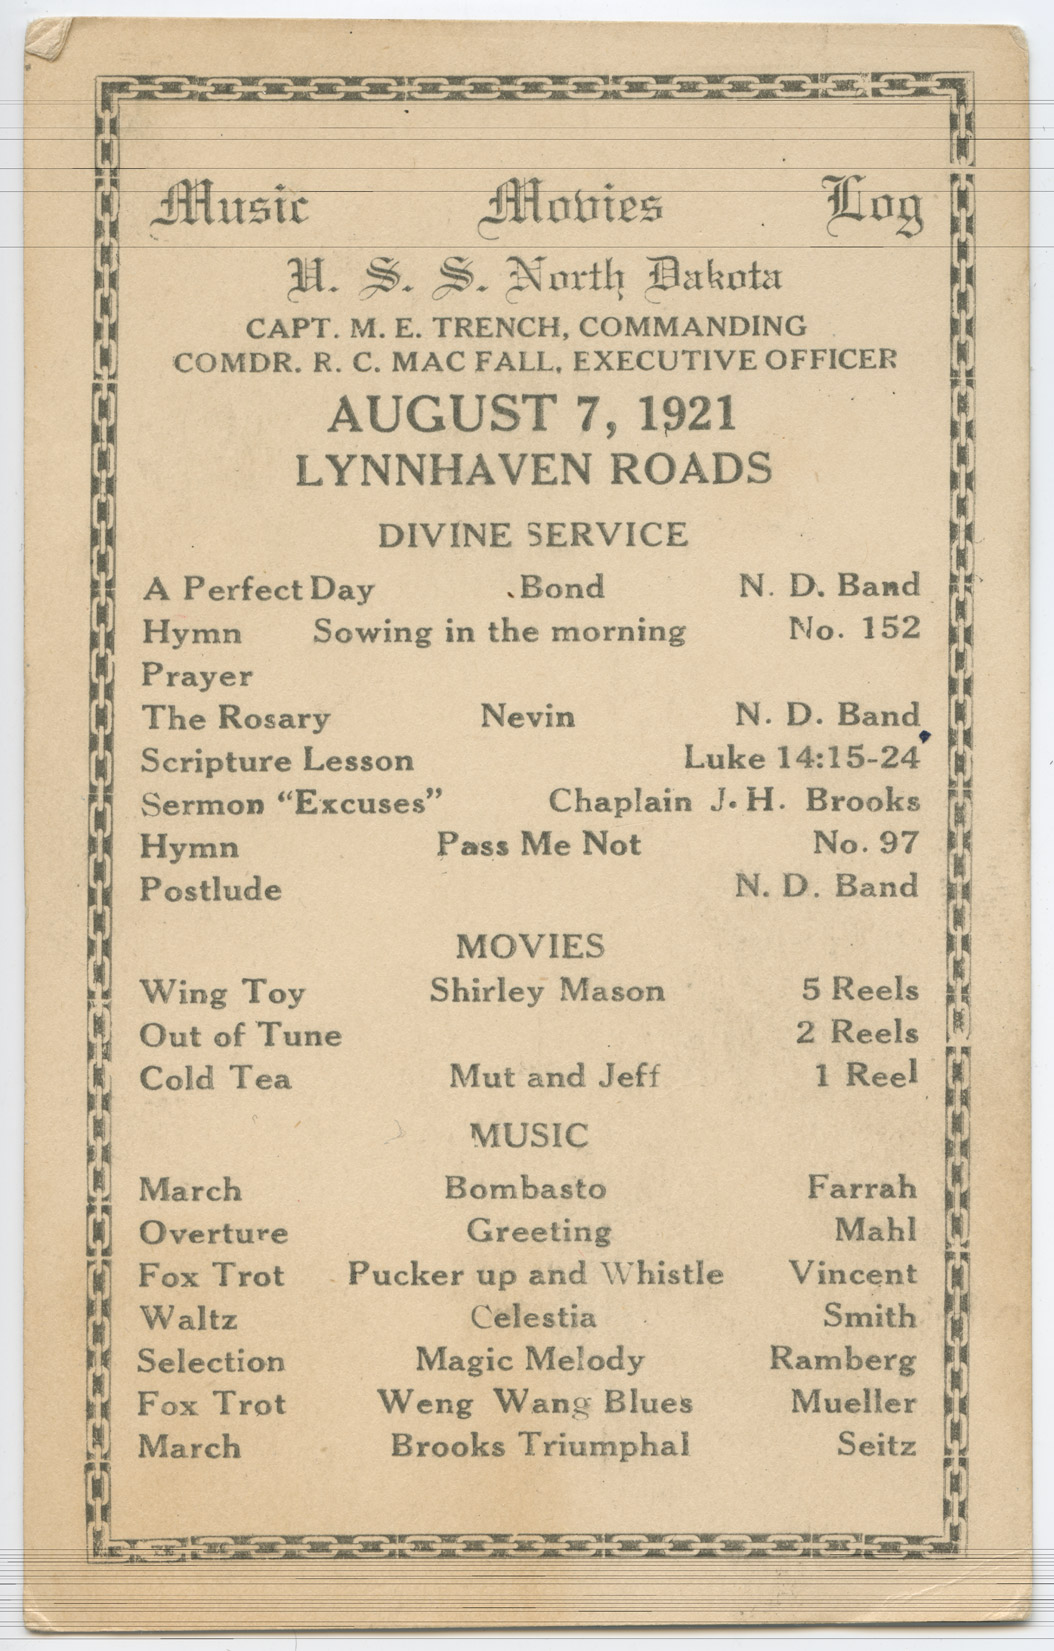 Music Movies Log
U. S. S. North Dakota
CAPT. M. E. TRENCH, COMMANDING
COMDR. R. C. MAC FALL, EXECUTIVE OFFICER
AUGUST 7, 1921
LYNNHAVEN ROADS
DIVINE SERVICE
A Perfect Day Bond N. D. Band
Hymn Sowing in the morning No. 152
Prayer
The Rosary Nevin N. D. Band
Scripture Lesson Luke 14:15-24
Sermon “Excuses” Chaplain J. H. Brooks
Hymn Pass Me Not No. 97
Postlude N. D. Band
MOVIES
Wing Toy Shirley Mason 5 Reels
Out of Tune 2 Reels
Cold Tea Mut and Jeff 1 Reel
MUSIC
March Bombasto Farrah
Overture Greeting Mahl
Fox Trot Pucker up and Whistle Vincent
Waltz Celestia Smith
Selection Magic Melody Ramberg
Fox Trot Weng Wang Blues Mueller
March Brooks Triumphal Seitz